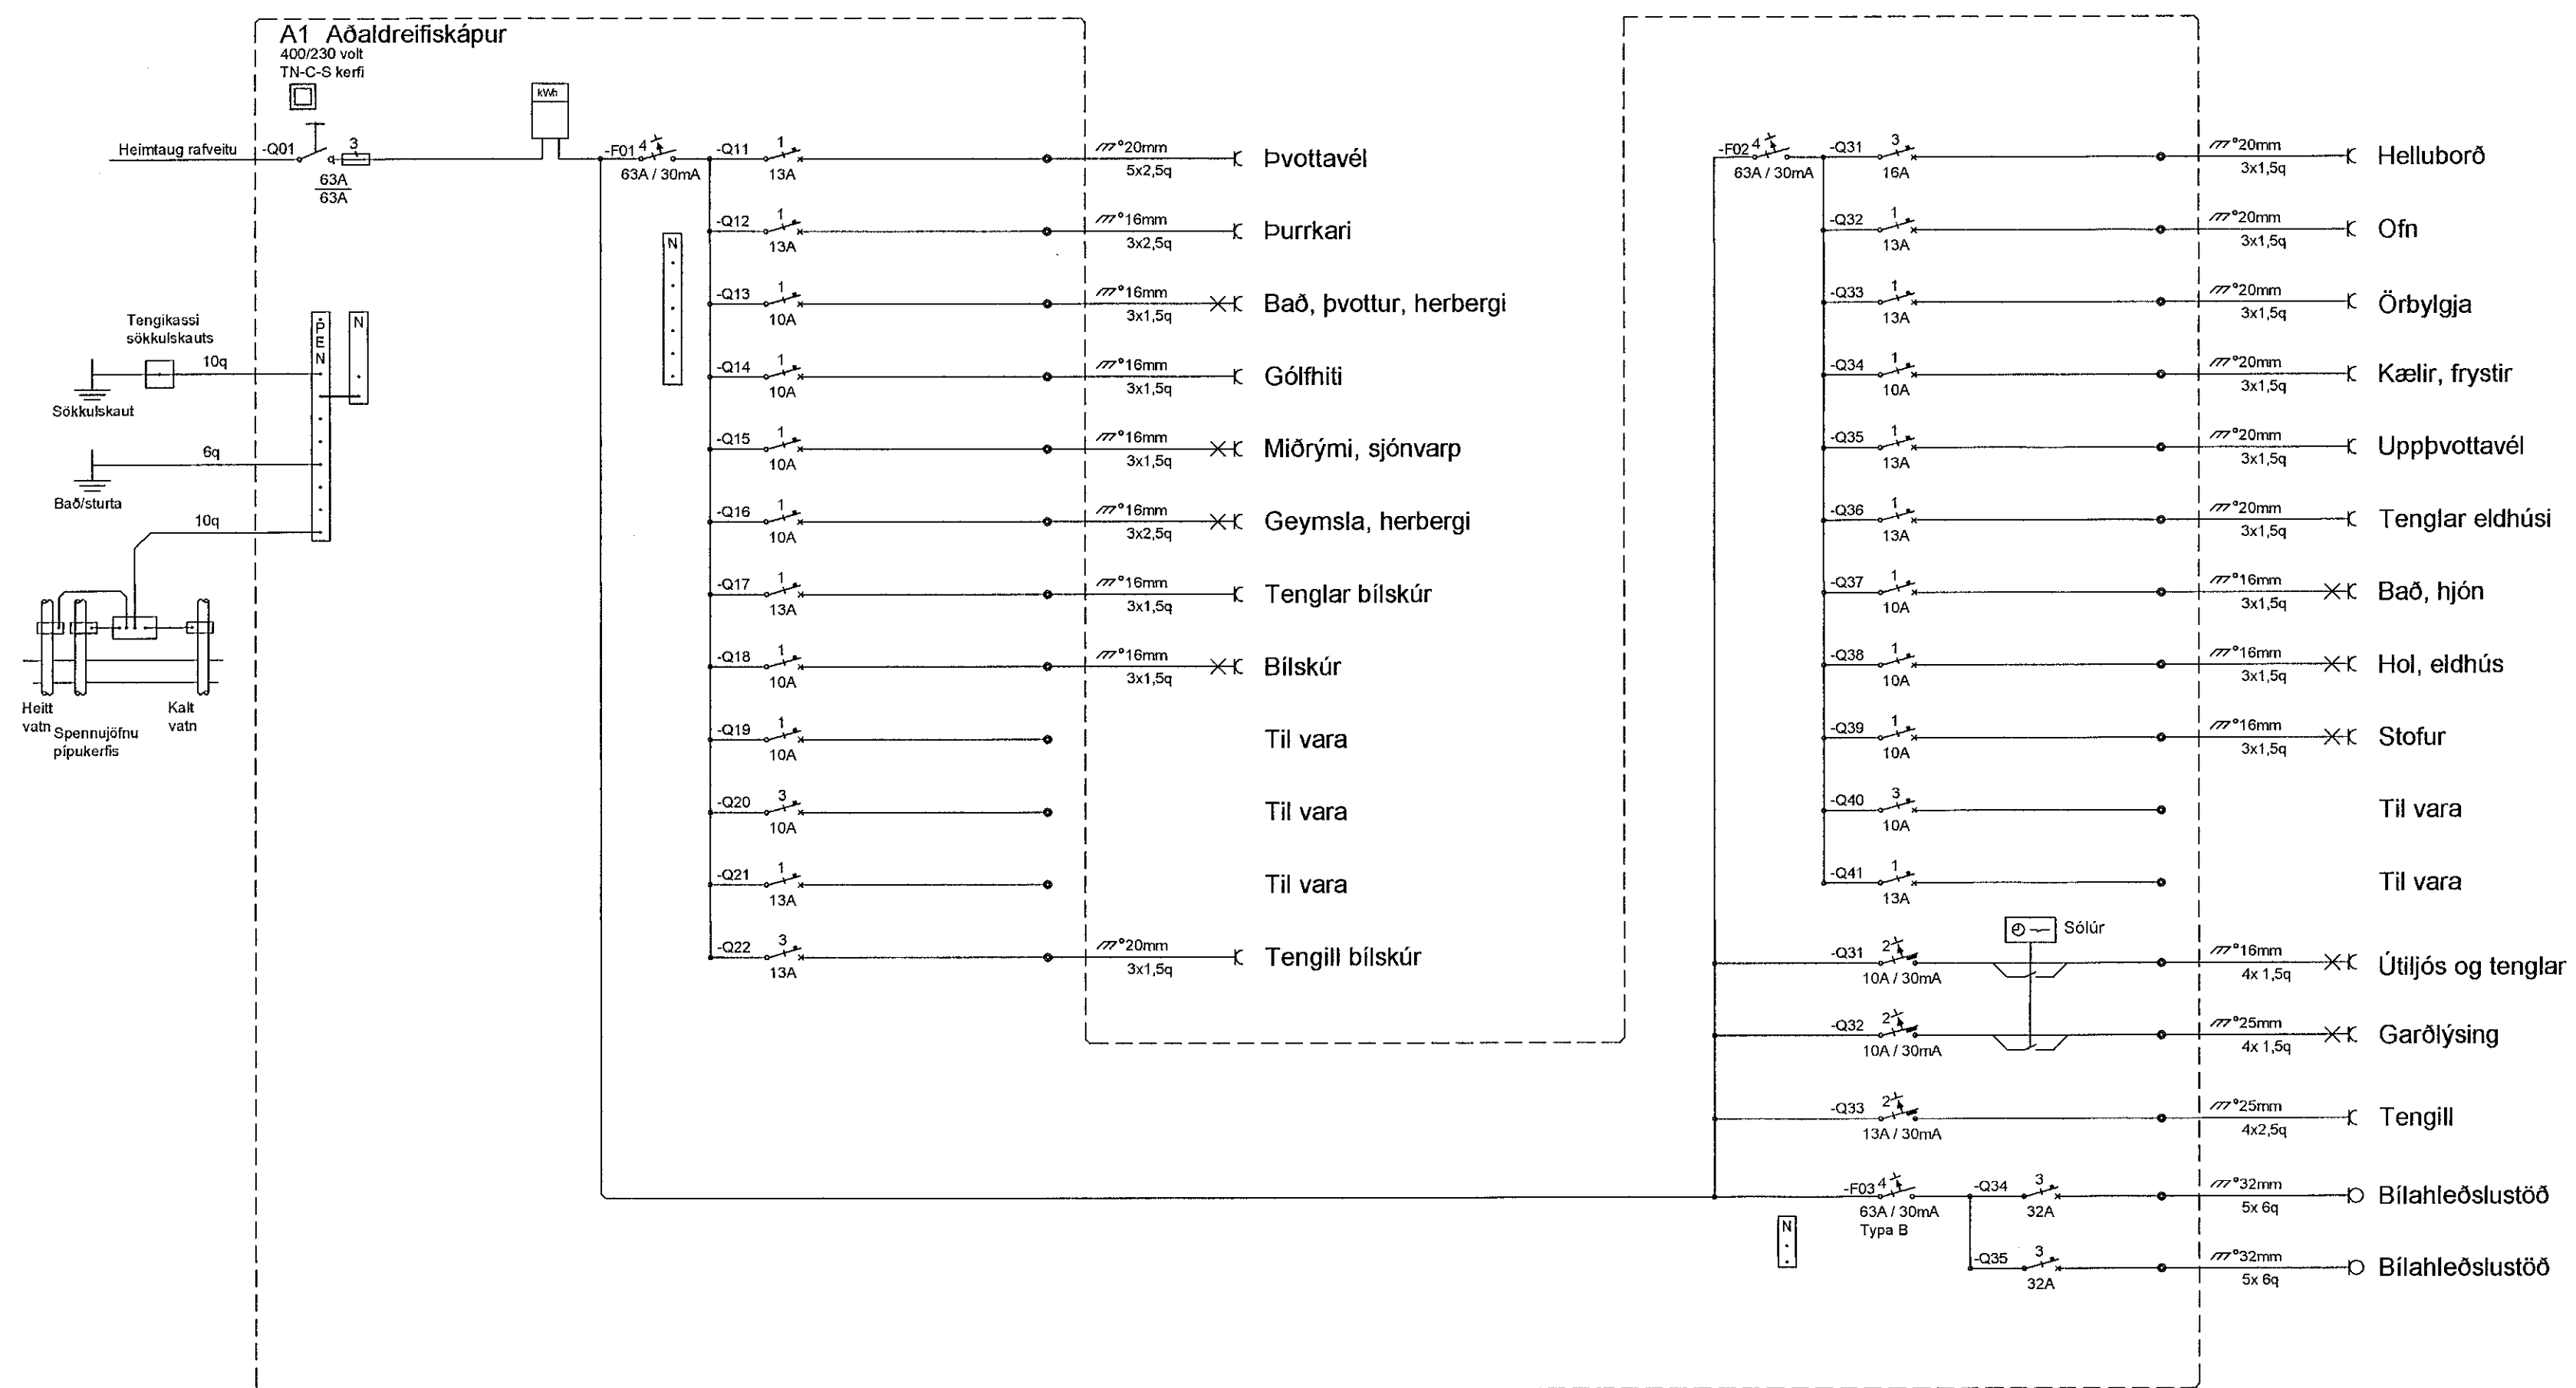 A1 Aðaldreifiskápur
400/230 volt
TN-C-S kerfi
Heimtaug rafveitu
-Q01
3
63A
63A
kWh
Tengikassi
sökkulskauts
10q
Sökkulskaut
6q
Bað/sturta
10q
PEN
N
Heitt
vatn
Spennujöfnu
pípukerfis
Kalt
vatn
-F01 4
63A / 30mA
N
-Q11 1 13A °20mm 5x2,5q Þvottavél
-Q12 1 13A °16mm 3x2,5q Þurrkari
-Q13 1 10A °16mm 3x1,5q Bað, þvottur, herbergi
-Q14 1 10A °16mm 3x1,5q Gólfhiti
-Q15 1 10A °16mm 3x1,5q Miðrými, sjónvarp
-Q16 1 10A °16mm 3x2,5q Geymsla, herbergi
-Q17 1 13A °16mm 3x1,5q Tenglar bílskúr
-Q18 1 10A °16mm 3x1,5q Bílskúr
-Q19 1 10A Til vara
-Q20 3 10A Til vara
-Q21 1 13A Til vara
-Q22 3 13A °20mm 3x1,5q Tengill bílskúr
-F02 4
63A / 30mA
-Q31 3 16A °20mm 3x1,5q Helluborð
-Q32 1 13A °20mm 3x1,5q Ofn
-Q33 1 13A °20mm 3x1,5q Örbylgja
-Q34 1 10A °20mm 3x1,5q Kælir, frystir
-Q35 1 13A °20mm 3x1,5q Uppþvottavél
-Q36 1 13A °20mm 3x1,5q Tenglar eldhúsi
-Q37 1 10A °16mm 3x1,5q Bað, hjón
-Q38 1 10A °16mm 3x1,5q Hol, eldhús
-Q39 1 10A °16mm 3x1,5q Stofur
-Q40 3 10A Til vara
-Q41 1 13A Til vara
Sólúr
-Q31 2 10A / 30mA °16mm 4x 1,5q Útiljós og tenglar
-Q32 2 10A / 30mA °25mm 4x 1,5q Garðlýsing
-Q33 2 13A / 30mA °25mm 4x2,5q Tengill
-F03 4
63A / 30mA
Typa B
N
-Q34 3 32A °32mm 5x 6q Bílahleðslustöð
-Q35 3 32A °32mm 5x 6q Bílahleðslustöð